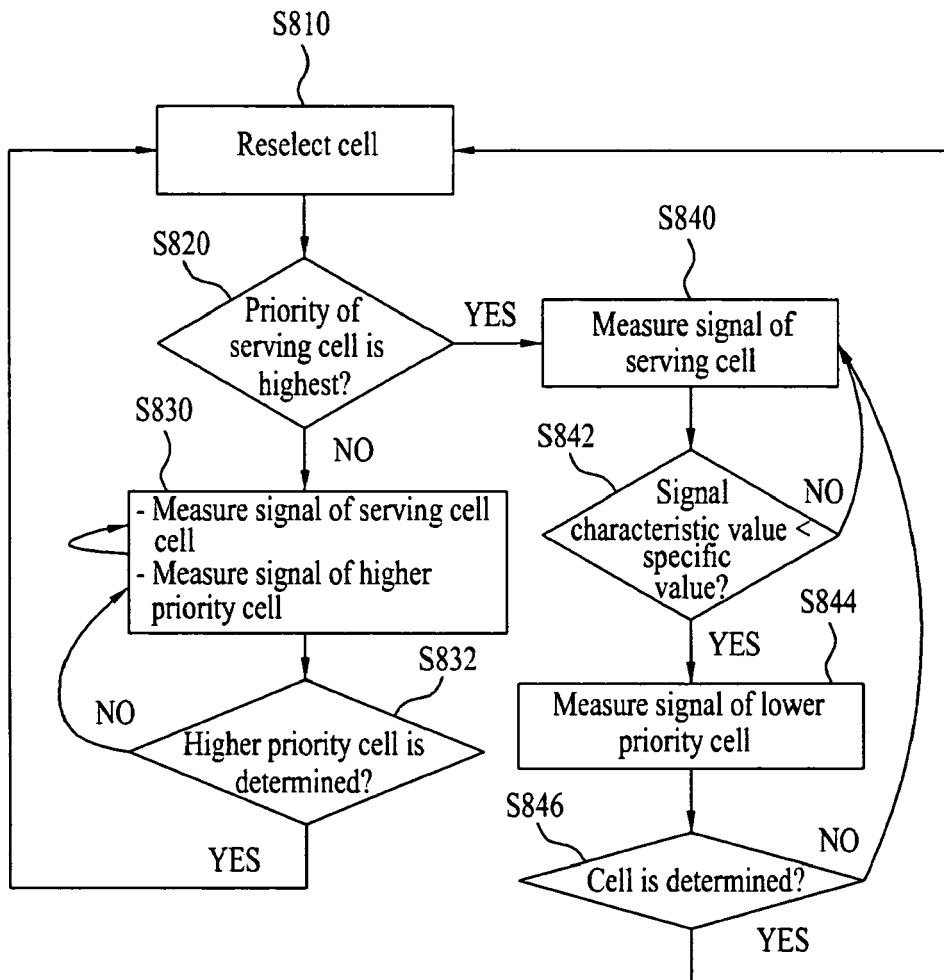 S810
Reselect cell
S820
Priority of
serving cell is
highest?
YES
S840
Measure signal of
serving cell
S830
NO
- Measure signal of serving cell
cell
- Measure signal of higher
priority cell
S842
Signal
characteristic value <
specific
value?
NO
S832
Higher priority cell is
determined?
NO
YES
YES
S844
Measure signal of lower
priority cell
S846
Cell is determined?
NO
YES